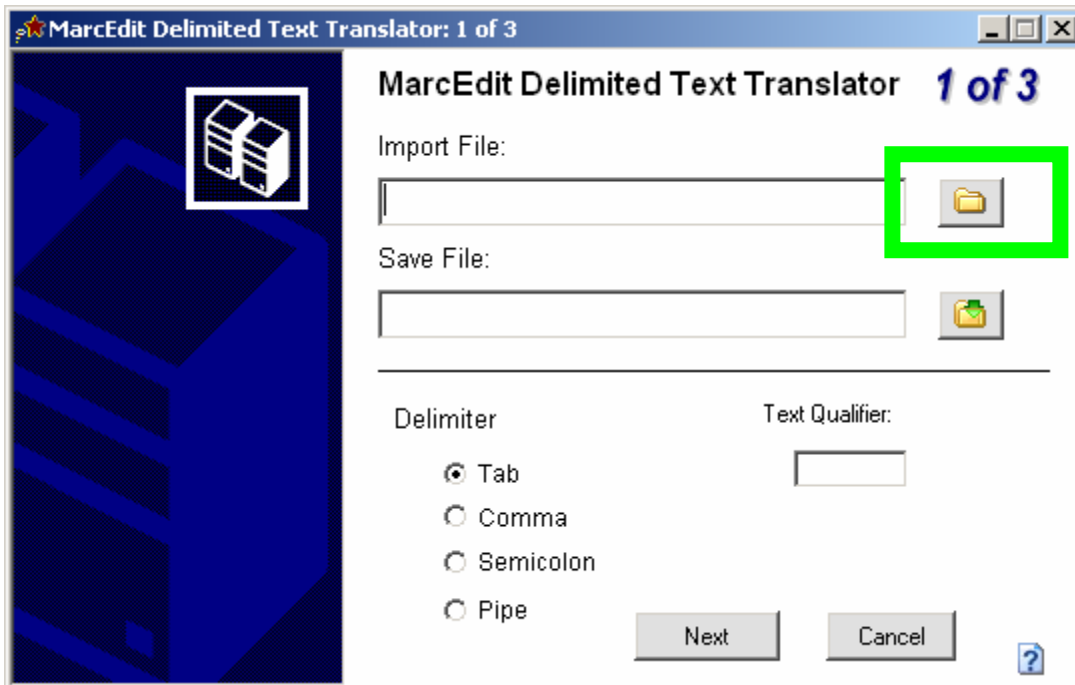 MarcEdit Delimited Text Translator: 1 of 3
MarcEdit Delimited Text Translator 1 of 3
Import File:
Save File:
Delimiter
Text Qualifier:
Tab
Comma
Semicolon
Pipe
Next
Cancel
?